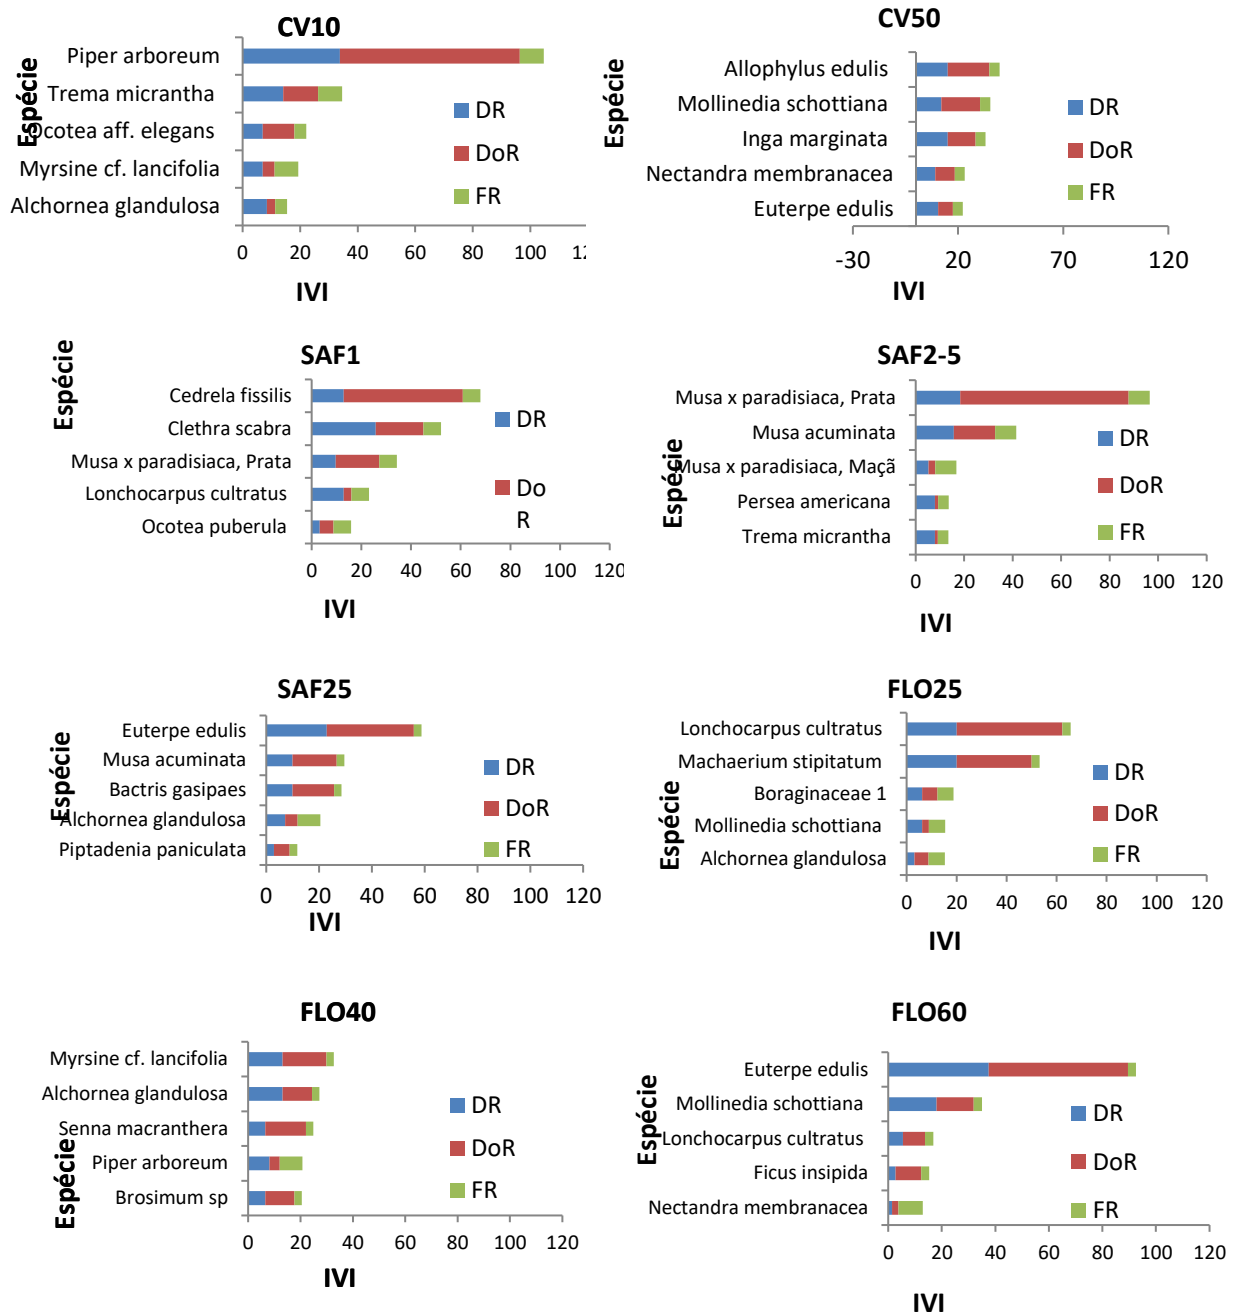 CV10
Espécie
Piper arboreum
Trema micrantha
Ocotea aff. elegans
Myrsine cf. lancifolia
Alchornea glandulosa
DR
DoR
FR
0 20 40 60 80 100
IVI
CV50
Espécie
Allophylus edulis
Mollinedia schottiana
Inga marginata
Nectandra membranacea
Euterpe edulis
DR
DoR
FR
-30 20 70 120
IVI
SAF1
Espécie
Cedrela fissilis
Clethra scabra
Musa x paradisiaca, Prata
Lonchocarpus cultratus
Ocotea puberula
DR
Do
R
0 20 40 60 80 100 120
IVI
SAF2-5
Espécie
Musa x paradisiaca, Prata
Musa acuminata
Musa x paradisiaca, Maçã
Persea americana
Trema micrantha
DR
DoR
FR
0 20 40 60 80 100 120
IVI
SAF25
Espécie
Euterpe edulis
Musa acuminata
Bactris gasipaes
Alchornea glandulosa
Piptadenia paniculata
DR
DoR
FR
0 20 40 60 80 100 120
IVI
FLO25
Espécie
Lonchocarpus cultratus
Machaerium stipitatum
Boraginaceae 1
Mollinedia schottiana
Alchornea glandulosa
DR
DoR
FR
0 20 40 60 80 100 120
IVI
FLO40
Espécie
Myrsine cf. lancifolia
Alchornea glandulosa
Senna macranthera
Piper arboreum
Brosimum sp
DR
DoR
FR
0 20 40 60 80 100 120
IVI
FLO60
Espécie
Euterpe edulis
Mollinedia schottiana
Lonchocarpus cultratus
Ficus insipida
Nectandra membranacea
DR
DoR
FR
0 20 40 60 80 100 120
IVI